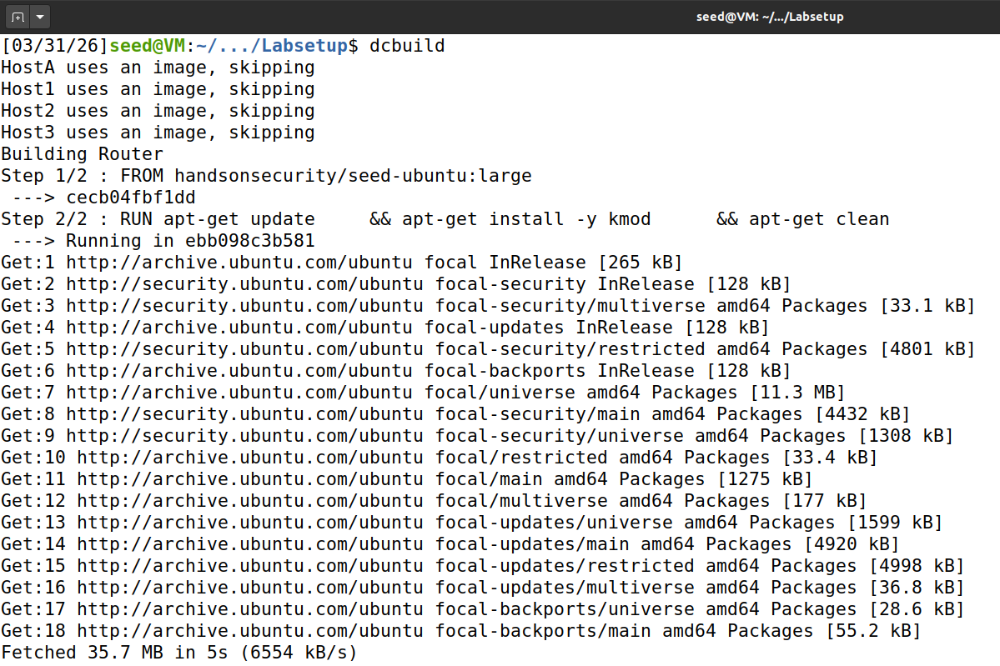 seed@VM: ~/.../Labsetup
[03/31/26]seed@VM:~/.../Labsetup$ dcbuild
HostA uses an image, skipping
Host1 uses an image, skipping
Host2 uses an image, skipping
Host3 uses an image, skipping
Building Router
Step 1/2 : FROM handsonsecurity/seed-ubuntu:large
 ---> cecb04fbf1dd
Step 2/2 : RUN apt-get update     && apt-get install -y kmod      && apt-get clean
 ---> Running in ebb098c3b581
Get:1 http://archive.ubuntu.com/ubuntu focal InRelease [265 kB]
Get:2 http://security.ubuntu.com/ubuntu focal-security InRelease [128 kB]
Get:3 http://security.ubuntu.com/ubuntu focal-security/multiverse amd64 Packages [33.1 kB]
Get:4 http://archive.ubuntu.com/ubuntu focal-updates InRelease [128 kB]
Get:5 http://security.ubuntu.com/ubuntu focal-security/restricted amd64 Packages [4801 kB]
Get:6 http://archive.ubuntu.com/ubuntu focal-backports InRelease [128 kB]
Get:7 http://archive.ubuntu.com/ubuntu focal/universe amd64 Packages [11.3 MB]
Get:8 http://security.ubuntu.com/ubuntu focal-security/main amd64 Packages [4432 kB]
Get:9 http://security.ubuntu.com/ubuntu focal-security/universe amd64 Packages [1308 kB]
Get:10 http://archive.ubuntu.com/ubuntu focal/restricted amd64 Packages [33.4 kB]
Get:11 http://archive.ubuntu.com/ubuntu focal/main amd64 Packages [1275 kB]
Get:12 http://archive.ubuntu.com/ubuntu focal/multiverse amd64 Packages [177 kB]
Get:13 http://archive.ubuntu.com/ubuntu focal-updates/universe amd64 Packages [1599 kB]
Get:14 http://archive.ubuntu.com/ubuntu focal-updates/main amd64 Packages [4920 kB]
Get:15 http://archive.ubuntu.com/ubuntu focal-updates/restricted amd64 Packages [4998 kB]
Get:16 http://archive.ubuntu.com/ubuntu focal-updates/multiverse amd64 Packages [36.8 kB]
Get:17 http://archive.ubuntu.com/ubuntu focal-backports/universe amd64 Packages [28.6 kB]
Get:18 http://archive.ubuntu.com/ubuntu focal-backports/main amd64 Packages [55.2 kB]
Fetched 35.7 MB in 5s (6554 kB/s)